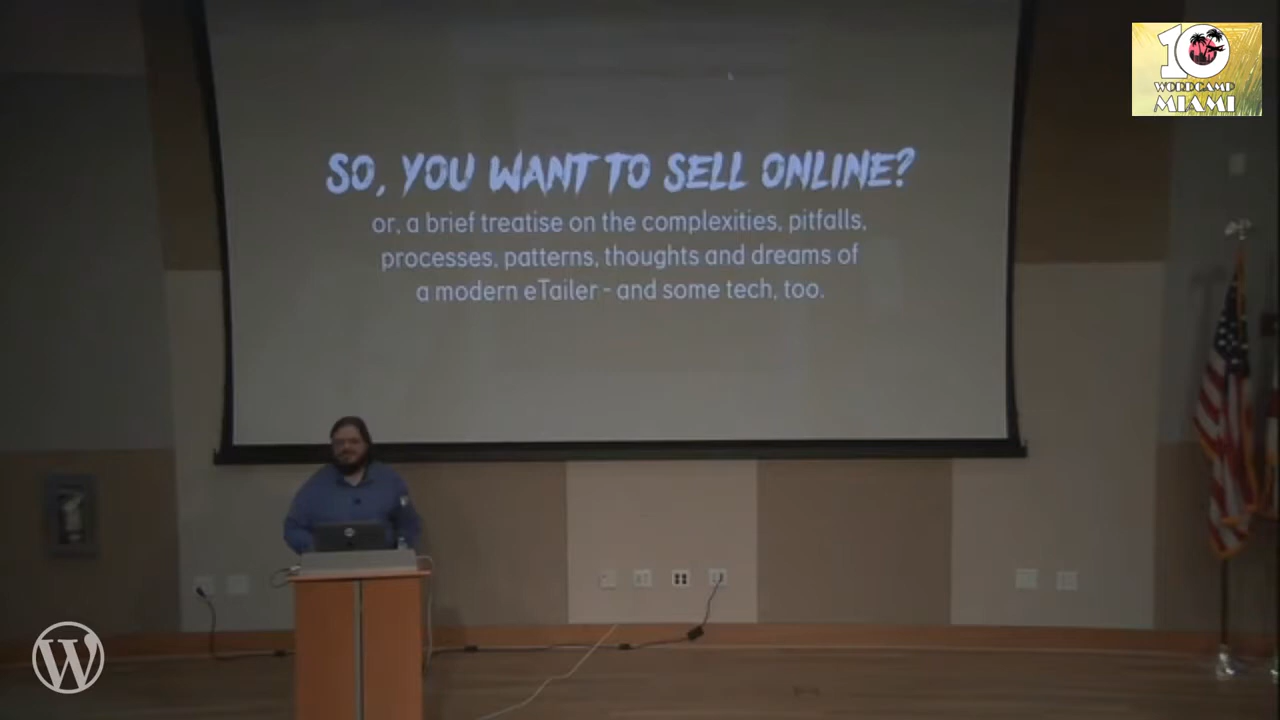 10
WORDCAMP
MIAMI
SO, YOU WANT TO SELL ONLINE?
or, a brief treatise on the complexities, pitfalls,
processes, patterns, thoughts and dreams of
a modern eTailer - and some tech, too.
W